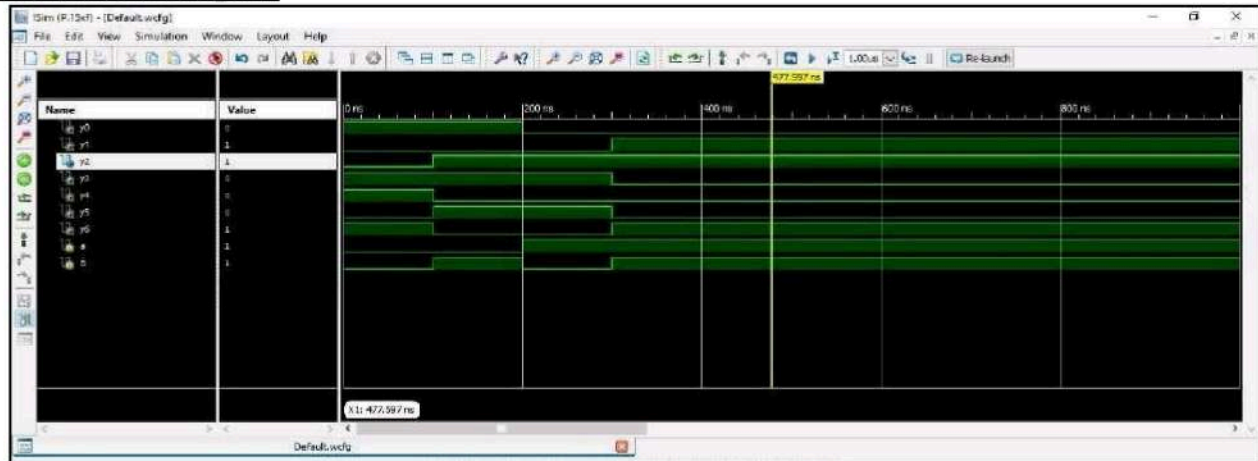 ISim (P.15xf) - [Default.wcfg]
File Edit View Simulation Window Layout Help
1.00us Re-launch
477.597 ns
Name Value 0 ns 200 ns 400 ns 600 ns 800 ns
y0 0
y1 1
y2 1
y3 0
y4 0
y5 0
y6 1
a 1
b 1
X1: 477.597 ns
Default.wcfg